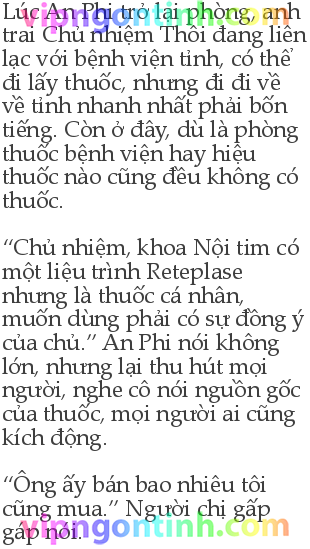 Lúc An Phi trở lại phòng, anh
trai Chủ nhiệm Thôi đang liên
lạc với bệnh viện tỉnh, có thể
đi lấy thuốc, nhưng đi đi về
về tỉnh nhanh nhất phải bốn
tiếng. Còn ở đây, dù là phòng
thuốc bệnh viện hay hiệu
thuốc nào cũng đều không có
thuốc.
“Chủ nhiệm, khoa Nội tim có
một liệu trình Reteplase
nhưng là thuốc cá nhân,
muốn dùng phải có sự đồng ý
của chủ.” An Phi nói không
lớn, nhưng lại thu hút mọi
người, nghe cô nói nguồn gốc
của thuốc, mọi người ai cũng
kích động.
“Ông ấy bán bao nhiêu tôi
cũng mua.” Người chị gấp
gáp nói.
vipngontinh.com
vipngontinh.com